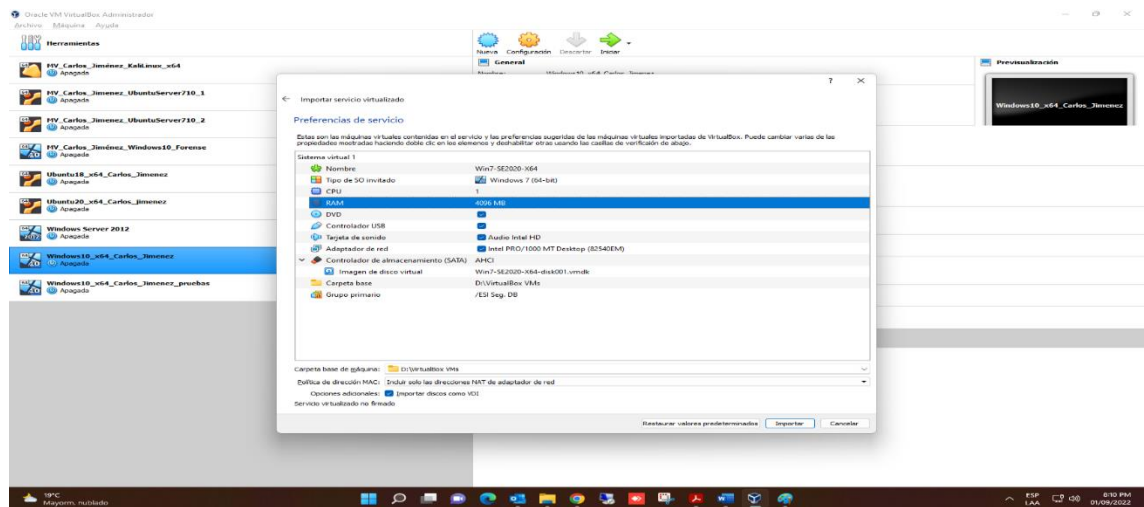 Oracle VM VirtualBox Administrador
Archivo Máquina Ayuda
Herramientas
Nueva Configuración Descartar Iniciar
MV_Carlos_Jiménez_KaliLinux_x64
Apagada
MV_Carlos_Jimenez_UbuntuServer710_1
Apagada
MV_Carlos_Jimenez_UbuntuServer710_2
Apagada
MV_Carlos_Jiménez_Windows10_Forense
Apagada
Ubuntu18_x64_Carlos_Jimenez
Apagada
Ubuntu20_x64_Carlos_Jimenez
Apagada
Windows Server 2012
Apagada
Windows10_x64_Carlos_Jimenez
Apagada
Windows10_x64_Carlos_Jimenez_pruebas
Apagada
General
Nombre: Windows10_x64_Carlos_Jimenez
Previsualización
Windows10_x64_Carlos_Jimenez
? ×
← Importar servicio virtualizado
Preferencias de servicio
Estas son las máquinas virtuales contenidas en el servicio y las preferencias sugeridas de las máquinas virtuales importadas de VirtualBox. Puede cambiar varias de las
propiedades mostradas haciendo doble clic en los elementos y deshabilitar otras usando las casillas de verificación de abajo.
Sistema virtual 1
Nombre Win7-SE2020-X64
Tipo de SO invitado Windows 7 (64-bit)
CPU 1
RAM 4096 MB
DVD
Controlador USB
Tarjeta de sonido Audio Intel HD
Adaptador de red Intel PRO/1000 MT Desktop (82540EM)
Controlador de almacenamiento (SATA) AHCI
Imagen de disco virtual Win7-SE2020-X64-disk001.vmdk
Carpeta base D:\VirtualBox VMs
Grupo primario /ESI Seg. DB
Carpeta base de máquina: D:\VirtualBox VMs
Política de dirección MAC: Incluir solo las direcciones NAT de adaptador de red
Opciones adicionales: Importar discos como VDI
Servicio virtualizado no firmado
Restaurar valores predeterminados Importar Cancelar
19°C
Mayorm. nublado
ESP
LAA
8:10 PM
01/09/2022